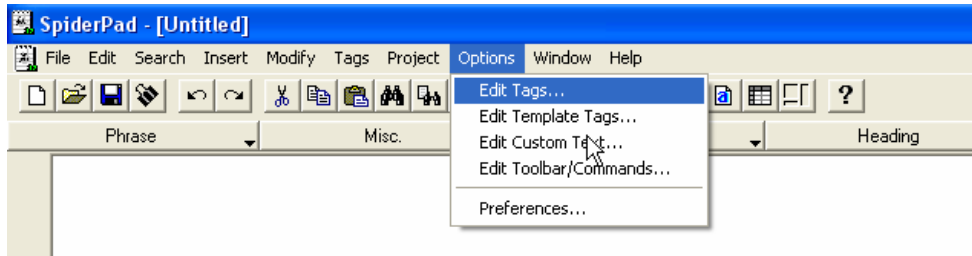 SpiderPad - [Untitled]
File Edit Search Insert Modify Tags Project Options Window Help
Edit Tags...
Edit Template Tags...
Edit Custom Text...
Edit Toolbar/Commands...
Preferences...
a ?
Phrase Misc. Heading